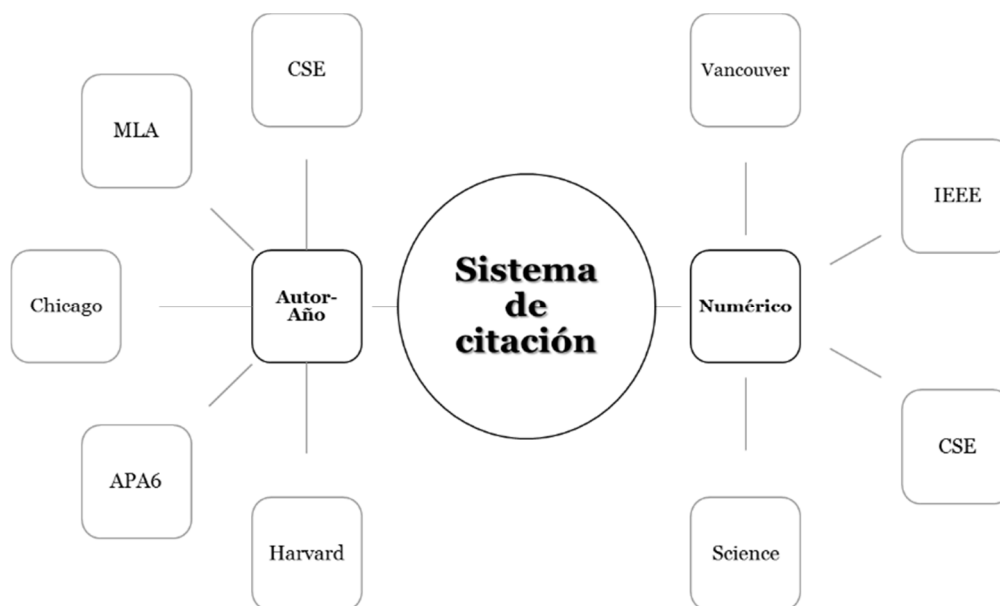 CSE
Vancouver
MLA
IEEE
Sistema
de
citación
Chicago
Autor-
Año
Numérico
APA6
CSE
Harvard
Science